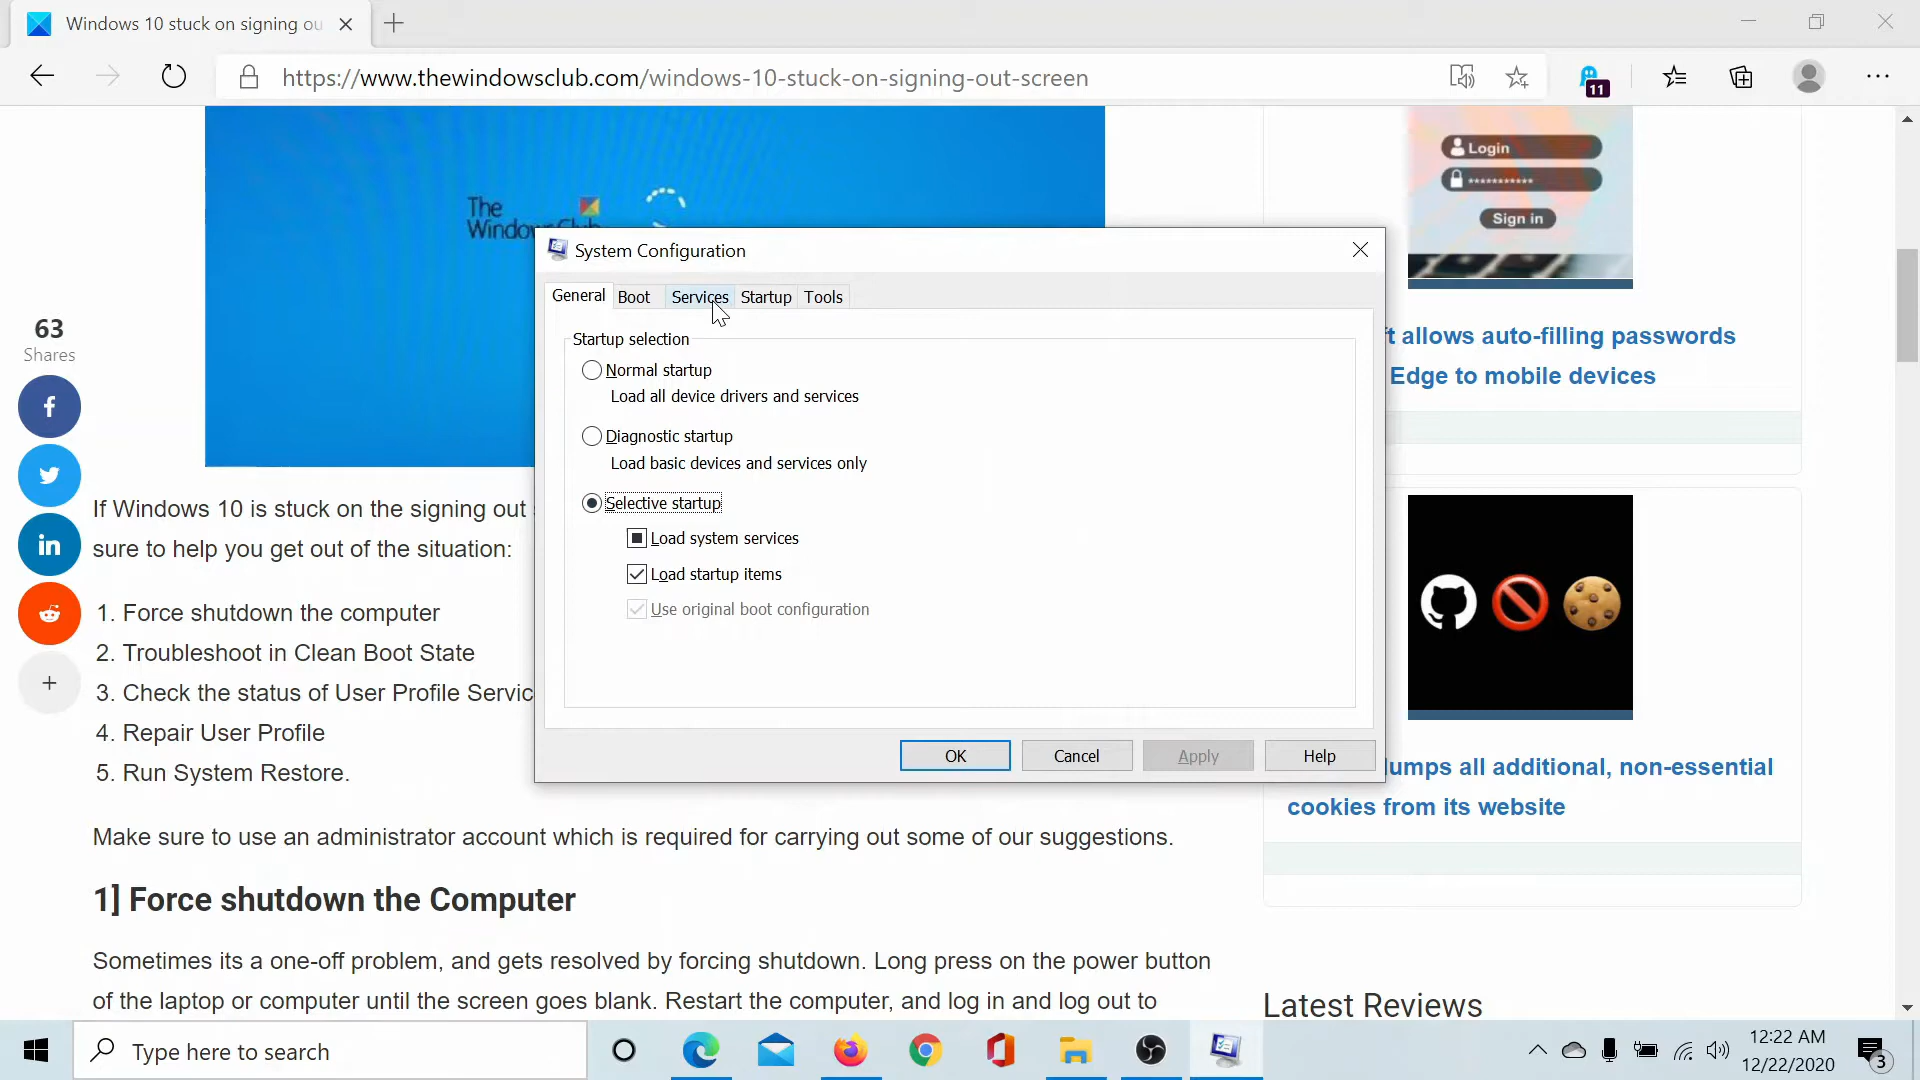 Windows 10 stuck on signing ou
https://www.thewindowsclub.com/windows-10-stuck-on-signing-out-screen
11
The
Login
Sign in
63
Shares
If Windows 10 is stuck on the signing out
sure to help you get out of the situation:
1. Force shutdown the computer
2. Troubleshoot in Clean Boot State
3. Check the status of User Profile Servic
4. Repair User Profile
5. Run System Restore.
Make sure to use an administrator account which is required for carrying out some of our suggestions.
1] Force shutdown the Computer
Sometimes its a one-off problem, and gets resolved by forcing shutdown. Long press on the power button
of the laptop or computer until the screen goes blank. Restart the computer, and log in and log out to
System Configuration
General
Boot
Services
Startup
Tools
Startup selection
Normal startup
Load all device drivers and services
Diagnostic startup
Load basic devices and services only
Selective startup
Load system services
Load startup items
Use original boot configuration
OK
Cancel
Apply
Help
ft allows auto-filling passwords
Edge to mobile devices
dumps all additional, non-essential
cookies from its website
Latest Reviews
Type here to search
12:22 AM
12/22/2020
3